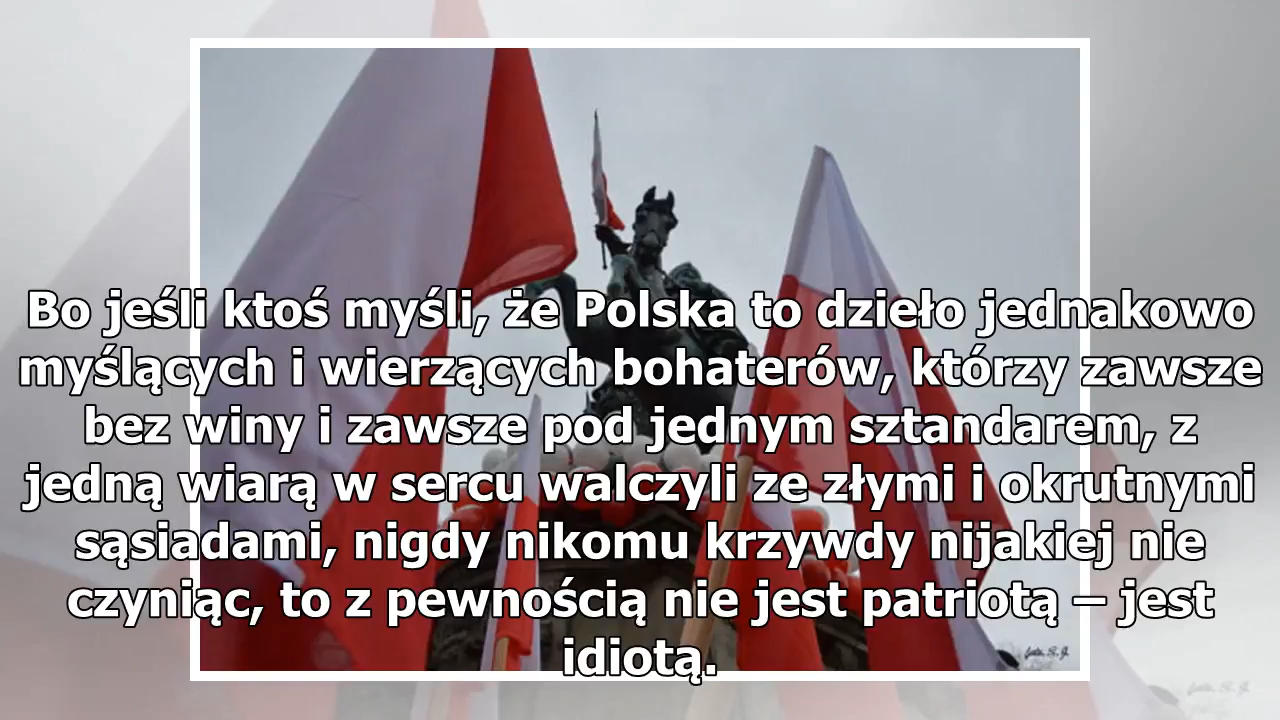 Bo jeśli ktoś myśli, że Polska to dzieło jednakowo
myślących i wierzących bohaterów, którzy zawsze
bez winy i zawsze pod jednym sztandarem, z
jedną wiarą w sercu walczyli ze złymi i okrutnymi
sąsiadami, nigdy nikomu krzywdy nijakiej nie
czyniąc, to z pewnością nie jest patriotą – jest
idiotą.